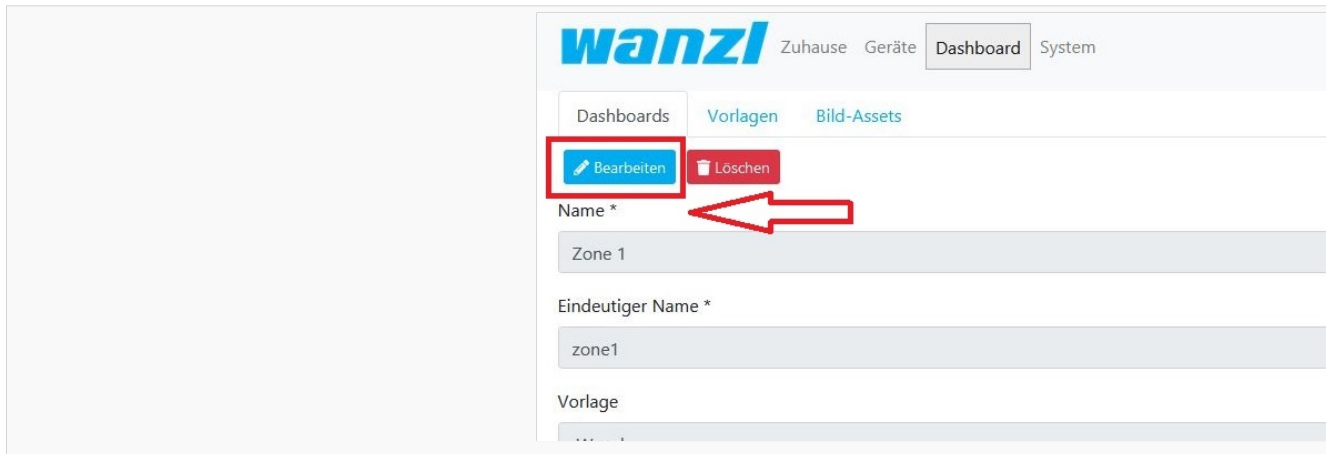 wanzl Zuhause Geräte Dashboard System
Dashboards Vorlagen Bild-Assets
Bearbeiten Löschen
Name *
Zone 1
Eindeutiger Name *
zone1
Vorlage